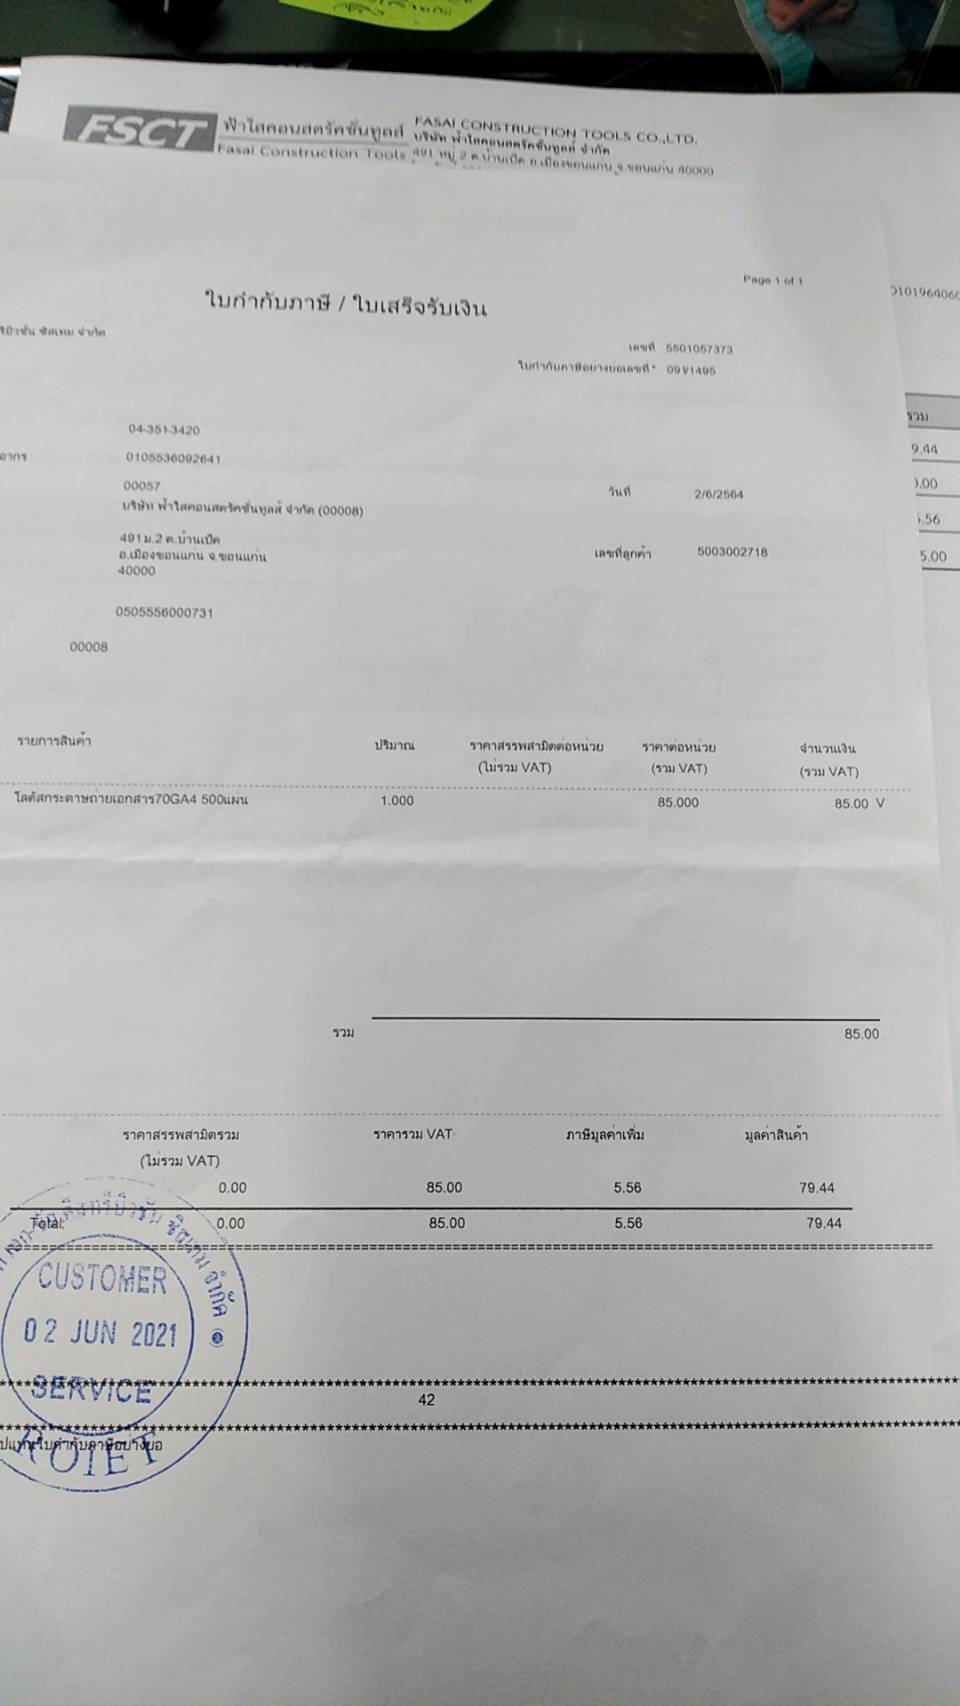 FSCT ฟ้าใสคอนสตรัคชั่นทูลส์ FASAI CONSTRUCTION TOOLS CO.,LTD.
บริษัท ฟ้าใสคอนสตรัคชั่นทูลส์ จำกัด
Fasai Construction Tools 491 หมู่ 2 ต.บ้านเป็ด อ.เมืองขอนแก่น จ.ขอนแก่น 40000
Page 1 of 1
ใบกำกับภาษี / ใบเสร็จรับเงิน
ซิสเทม จำกัด
เลขที่ 5501057373
ใบกำกับภาษีอย่างย่อเลขที่* 09V1495
รวม
04-351-3420
9.44
อากร 0105536092641
.00
00057
วันที่ 2/6/2564
บริษัท ฟ้าใสคอนสตรัคชั่นทูลส์ จำกัด (00008)
.56
491 ม.2 ต.บ้านเป็ด
อ.เมืองขอนแก่น จ.ขอนแก่น
เลขที่ลูกค้า 5003002718
5.00
40000
0505556000731
00008
รายการสินค้า ปริมาณ ราคาสรรพสามิตต่อหน่วย ราคาต่อหน่วย จำนวนเงิน
(ไม่รวม VAT) (รวม VAT) (รวม VAT)
โลตัสกระดาษถ่ายเอกสาร70GA4 500แผ่น 1.000 85.000 85.00 V
รวม 85.00
ราคาสรรพสามิตรวม ราคารวม VAT ภาษีมูลค่าเพิ่ม มูลค่าสินค้า
(ไม่รวม VAT)
0.00 85.00 5.56 79.44
Total: 0.00 85.00 5.56 79.44
ดิสทริบิวชั่น ซิสเทม จำกัด
CUSTOMER
02 JUN 2021
SERVICE
42
ใบกำกับภาษีอย่างย่อ
ROIET